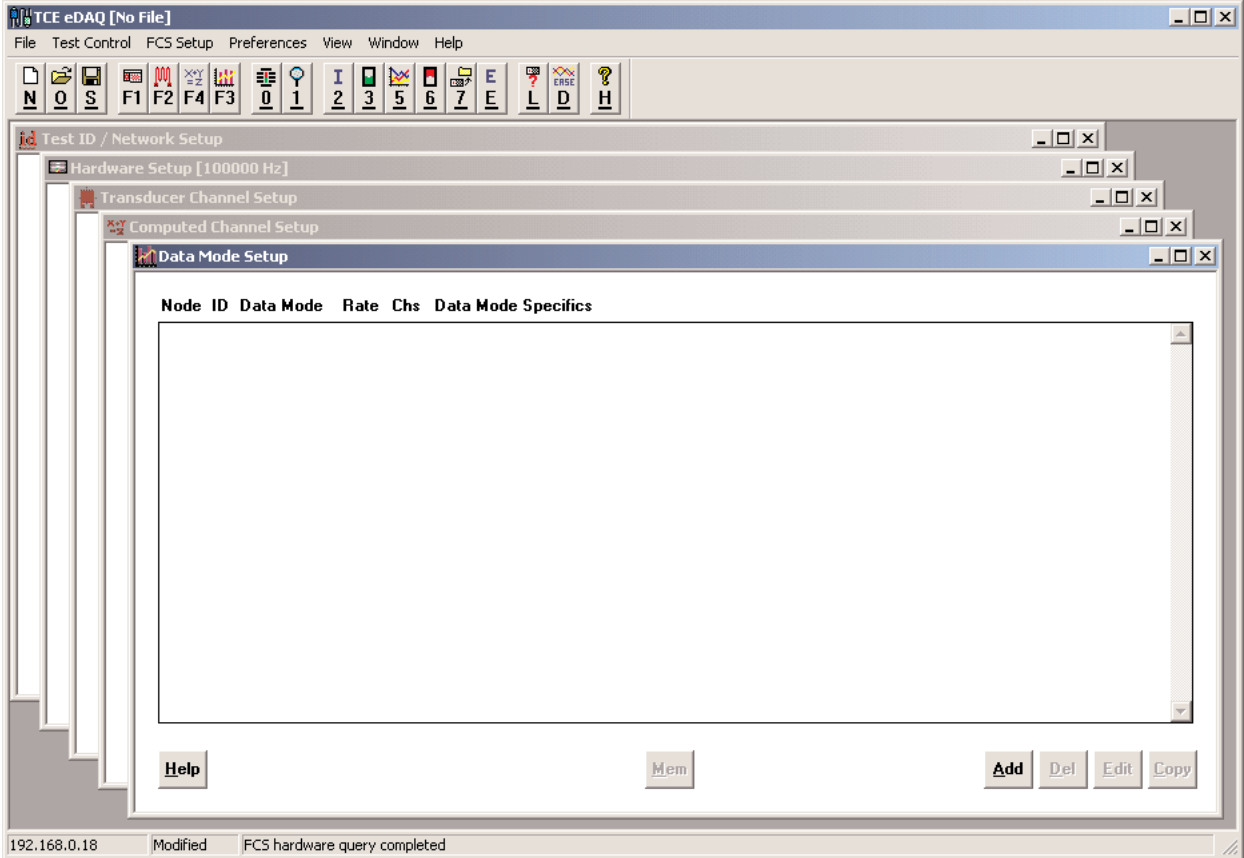 TCE eDAQ [No File]
File Test Control FCS Setup Preferences View Window Help
N O S F1 F2 F4 F3 0 1 2 3 5 6 7 E L D H
Test ID / Network Setup
Hardware Setup [100000 Hz]
Transducer Channel Setup
Computed Channel Setup
Data Mode Setup
Node ID Data Mode Rate Chs Data Mode Specifics
Help Mem Add Del Edit Copy
192.168.0.18 Modified FCS hardware query completed